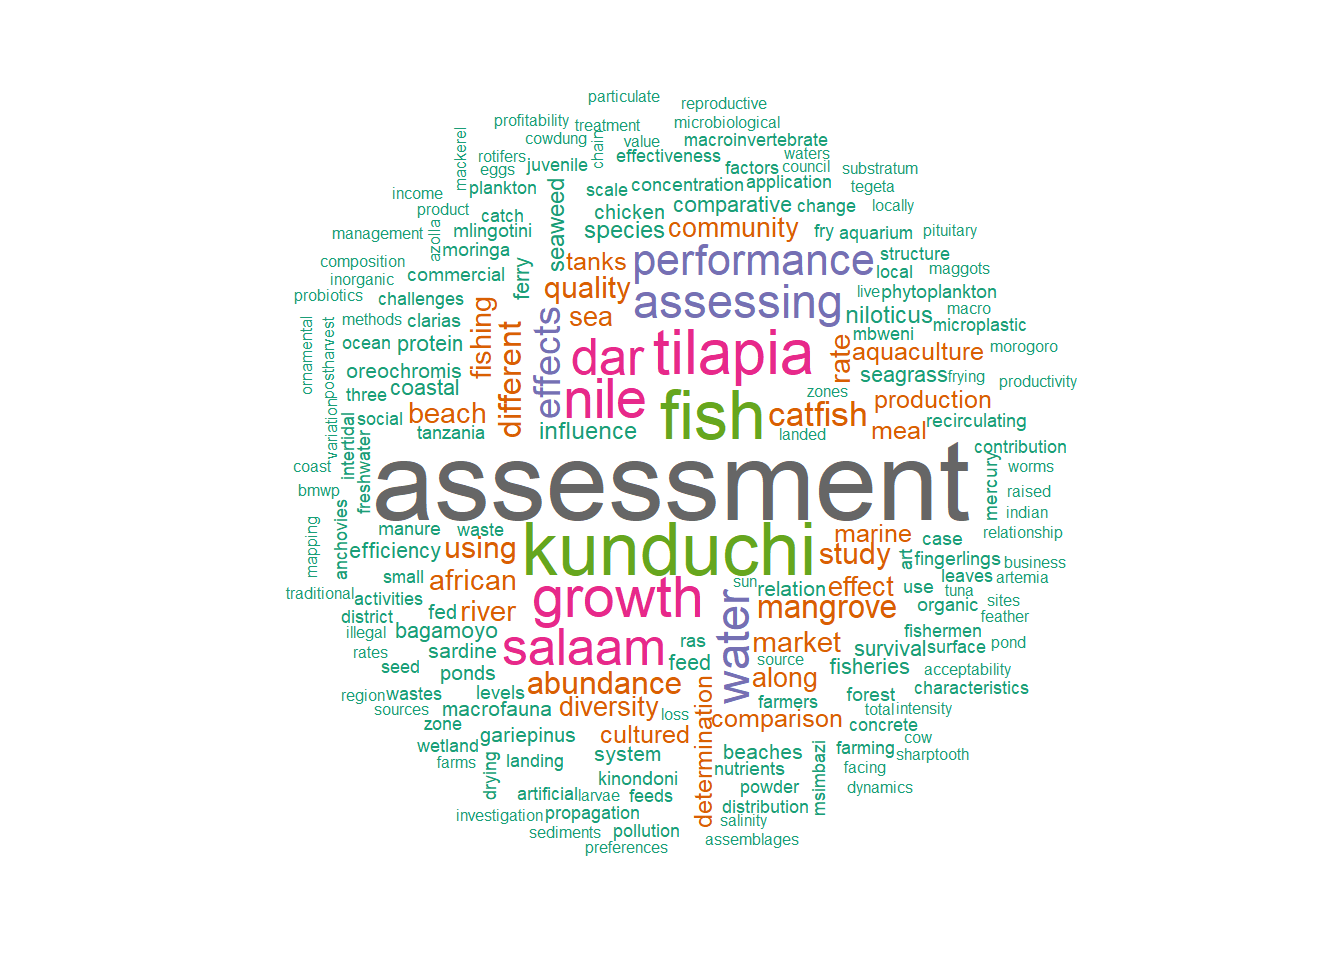 particulate
reproductive
profitability
treatment
microbiological
cowdung
chain
value
macroinvertebrate
mackerel
rotifers
eggs
juvenile
effectiveness
factors
waters
council
substratum
plankton
scale
concentration
application
tegeta
income
product
catch
seaweed
chicken
comparative
change
locally
management
azolla
mlingotini
moringa
species
community
fry
aquarium
pituitary
composition
inorganic
commercial
ferry
tanks
performance
structure
local
maggots
probiotics
challenges
quality
assessing
live
phytoplankton
macro
methods
clarias
fishing
different
effects
sea
niloticus
mbweni
microplastic
ornamental
postharvest
ocean
protein
dar
tilapia
rate
aquaculture
morogoro
oreochromis
three
coastal
nile
zones
seagrass
frying
productivity
variation
intertidal
social
beach
fish
catfish
production
tanzania
influence
landed
meal
recirculating
coast
freshwater
assessment
contribution
bmwp
mercury
worms
raised
anchovies
manure
waste
kunduchi
marine
case
indian
mapping
efficiency
using
study
art
fingerlings
relationship
business
small
african
growth
sun
relation
effect
use
leaves
artemia
tuna
traditional
activities
district
fed
river
water
mangrove
organic
sites
feather
illegal
bagamoyo
salaam
ras
market
fishermen
rates
sardine
feed
source
survival
surface
pond
seed
ponds
along
fisheries
acceptability
region
wastes
levels
abundance
determination
farmers
forest
characteristics
sources
macrofauna
diversity
loss
comparison
total
intensity
zone
gariepinus
cultured
concrete
wetland
farms
landing
system
beaches
msimbazi
farming
cow
sharptooth
drying
kinondoni
nutrients
facing
artificial
larvae
feeds
powder
dynamics
investigation
propagation
distribution
sediments
pollution
salinity
preferences
assemblages